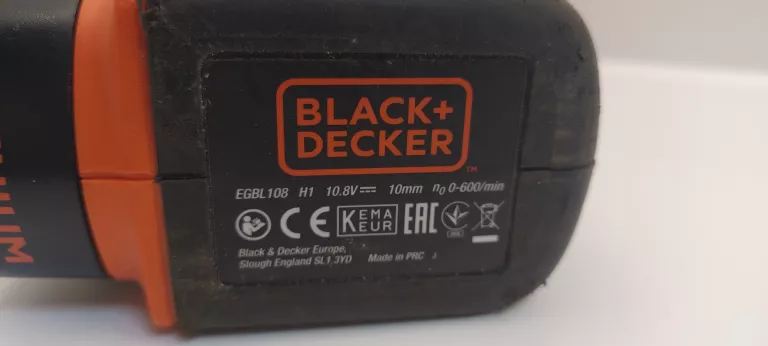 BLACK+
DECKER
™
EGBL108 H1 10.8V 10mm n₀ 0-600/min
CE KEMA KEUR EAC
Black & Decker Europe,
Slough England SL1 3YD Made in PRC